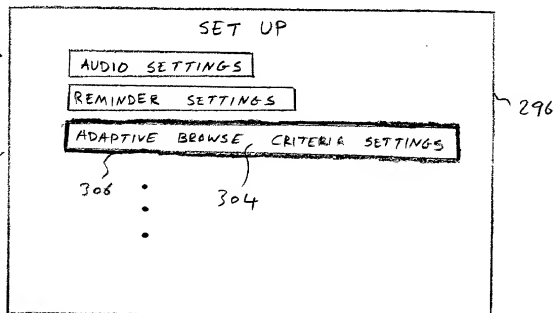 SET UP
AUDIO SETTINGS
REMINDER SETTINGS
296
ADAPTIVE BROWSE CRITERIA SETTINGS
306
304